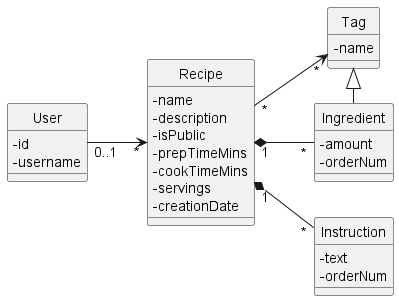 Tag
-name
Recipe
-name
-description
-isPublic
-prepTimeMins
-cookTimeMins
-servings
-creationDate
User
-id
-username
0..1
*
*
*
1
*
Ingredient
-amount
-orderNum
1
*
Instruction
-text
-orderNum